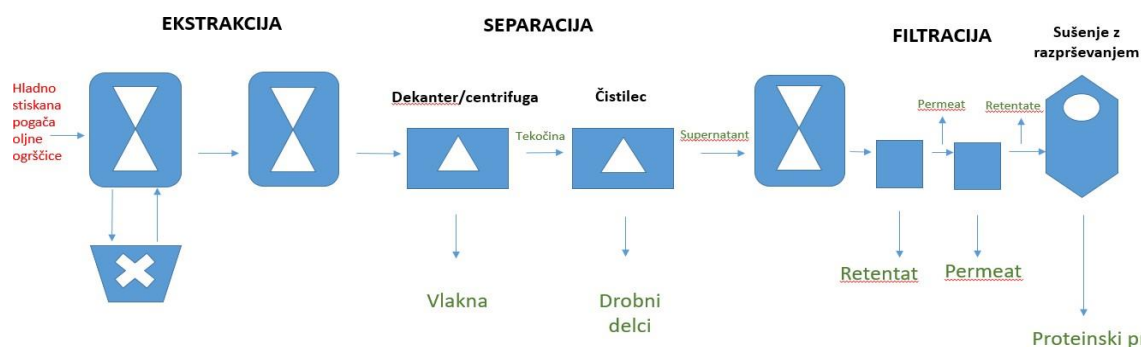 EKSTRAKCIJA
SEPARACIJA
FILTRACIJA
Sušenje z
razprševanjem
Hladno
stiskana
pogača
oljne
ogrščice
Dekanter/centrifuga
Čistilec
Tekočina
Supernatant
Permeat
Retentate
Vlakna
Drobni
delci
Retentat
Permeat
Proteinski